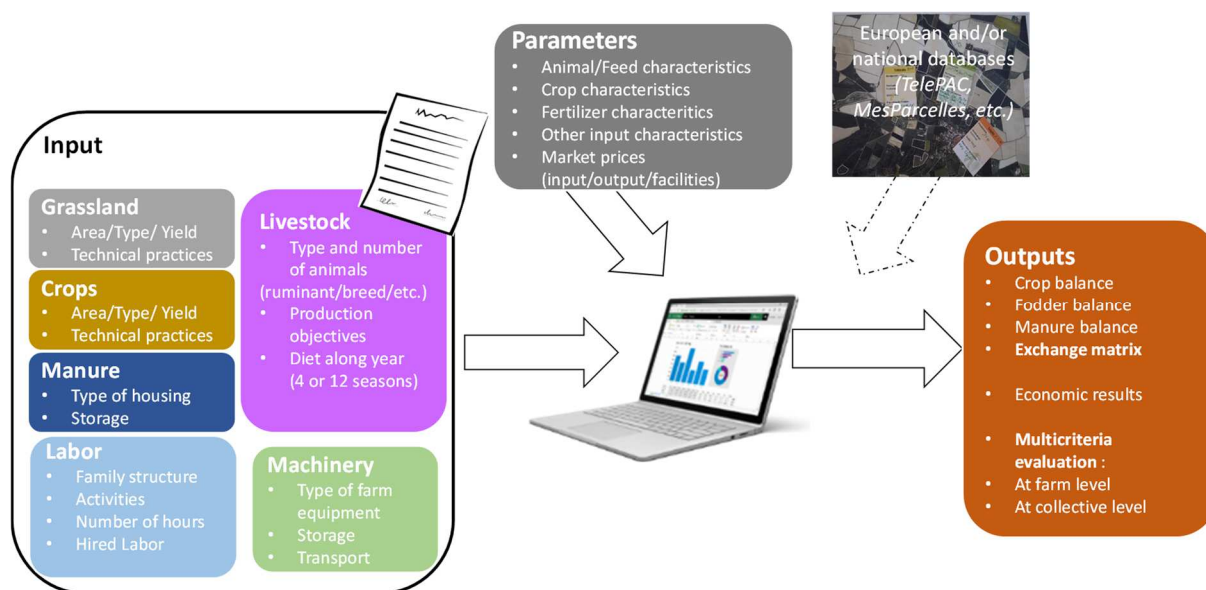 Parameters
• Animal/Feed characteristics
• Crop characteristics
• Fertilizer characteritics
• Other input characteristics
• Market prices
(input/output/facilities)
European and/or
national databases
(TelePAC,
MesParcelles, etc.)
Input
Grassland
• Area/Type/ Yield
• Technical practices
Crops
• Area/Type/ Yield
• Technical practices
Manure
• Type of housing
• Storage
Labor
• Family structure
• Activities
• Number of hours
• Hired Labor
Livestock
• Type and number
of animals
(ruminant/breed/etc.)
• Production
objectives
• Diet along year
(4 or 12 seasons)
Machinery
• Type of farm
equipment
• Storage
• Transport
Outputs
• Crop balance
• Fodder balance
• Manure balance
• Exchange matrix
• Economic results
• Multicriteria
evaluation :
• At farm level
• At collective level